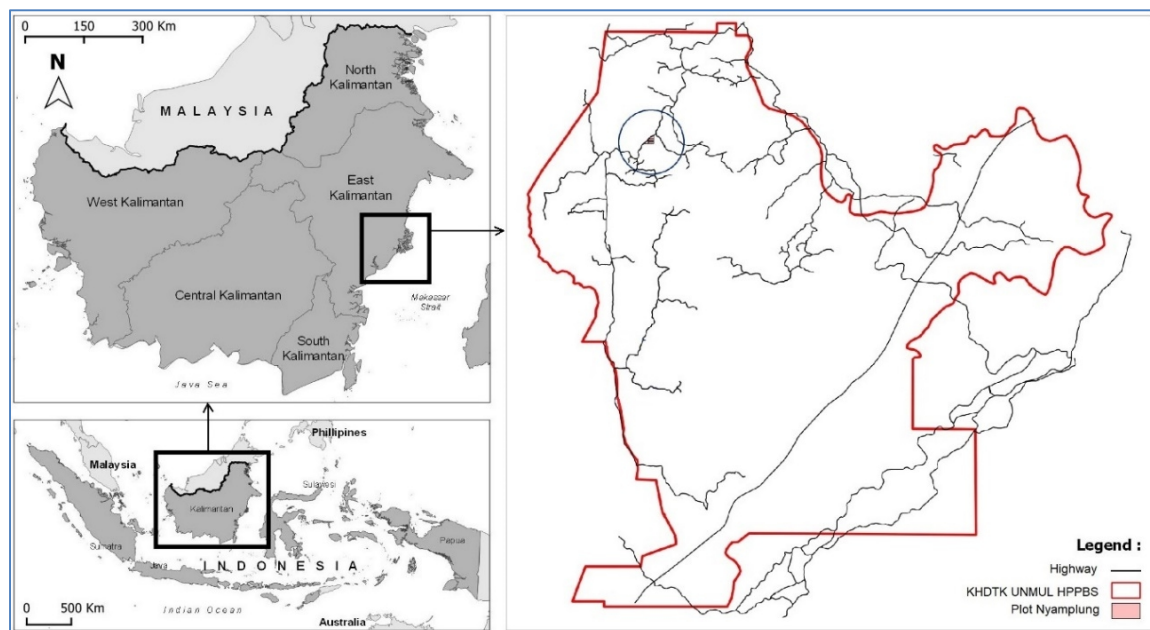 0 150 300 Km
N
MALAYSIA
North
Kalimantan
East
Kalimantan
West Kalimantan
Central Kalimantan
South
Kalimantan
Makassar
Strait
Java Sea
Phillipines
Malaysia
Sulavesi
Kalimantan
Sumatra
Papua
Java
INDONESIA
Indian Ocean
0 500 Km
Australia
Legend :
Highway
KHDTK UNMUL HPPBS
Plot Nyamplung